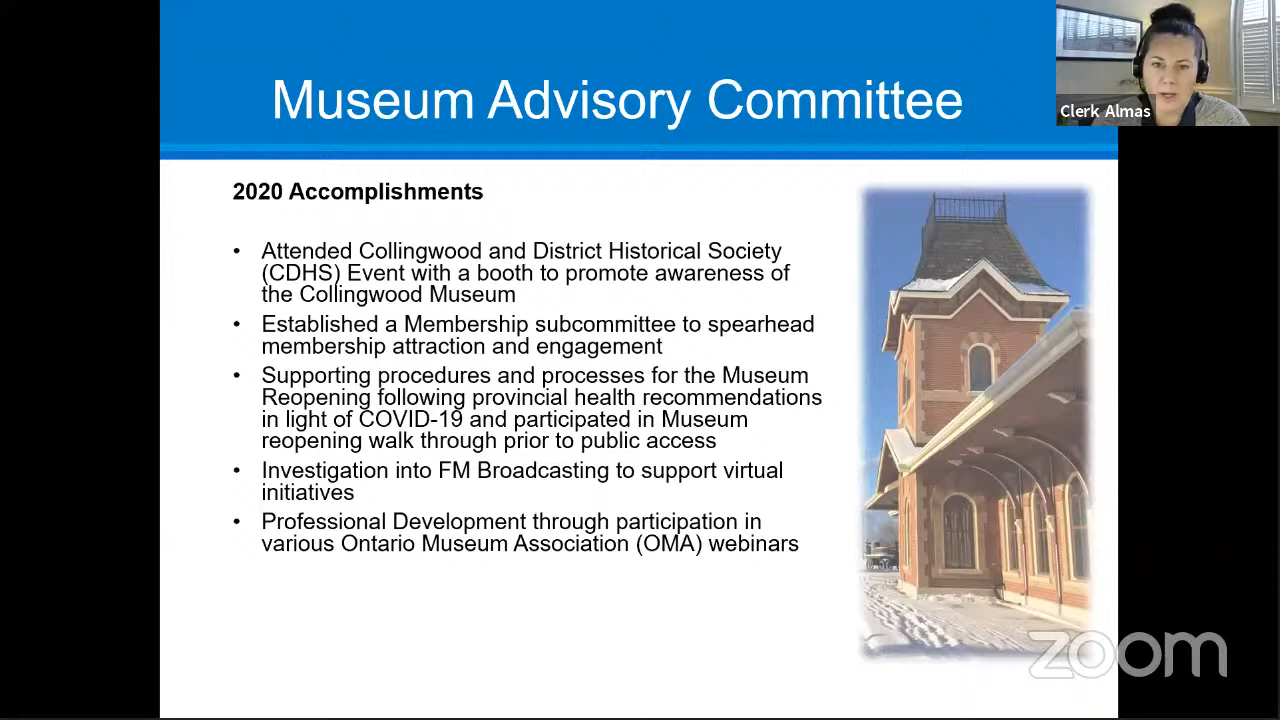 Museum Advisory Committee
Clerk Almas
2020 Accomplishments
• Attended Collingwood and District Historical Society
(CDHS) Event with a booth to promote awareness of
the Collingwood Museum
• Established a Membership subcommittee to spearhead
membership attraction and engagement
• Supporting procedures and processes for the Museum
Reopening following provincial health recommendations
in light of COVID-19 and participated in Museum
reopening walk through prior to public access
• Investigation into FM Broadcasting to support virtual
initiatives
• Professional Development through participation in
various Ontario Museum Association (OMA) webinars
zoom